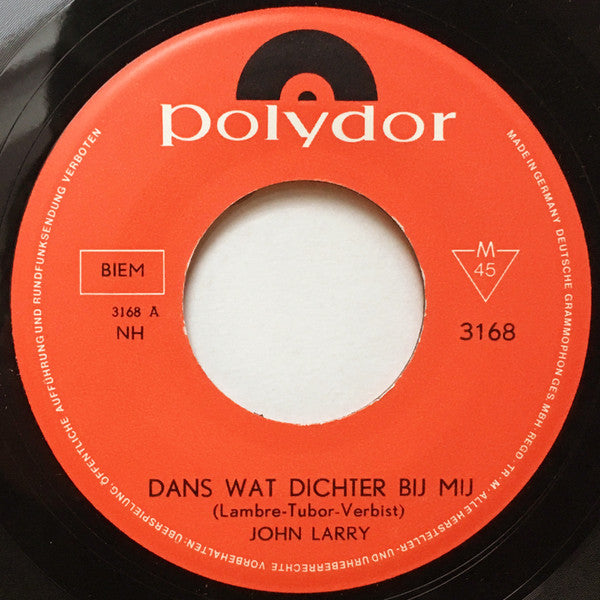 polydor
BIEM
3168 A
NH
M
45
3168
DANS WAT DICHTER BIJ MIJ
(Lambre-Tubor-Verbist)
JOHN LARRY
MADE IN GERMANY DEUTSCHE GRAMMOPHON GES. MBH · REGD · TR · M · ALLE HERSTELLER-UND URHEBERRECHTE VORBEHALTEN: ÜBERSPIELUNG, ÖFFENTLICHE AUFFÜHRUNG UND RUNDFUNKSENDUNG VERBOTEN